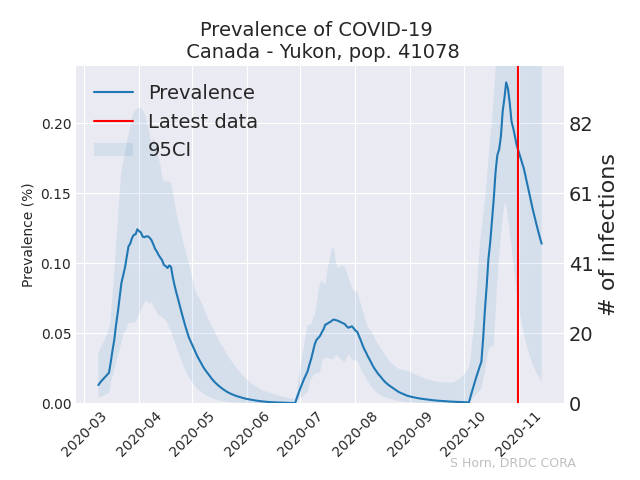 Prevalence of COVID-19
Canada - Yukon, pop. 41078
Prevalence
Latest data
95CI
Prevalence (%)
0.20
0.15
0.10
0.05
0.00
82
61
41
20
0
# of infections
2020-03
2020-04
2020-05
2020-06
2020-07
2020-08
2020-09
2020-10
2020-11
S Horn, DRDC CORA